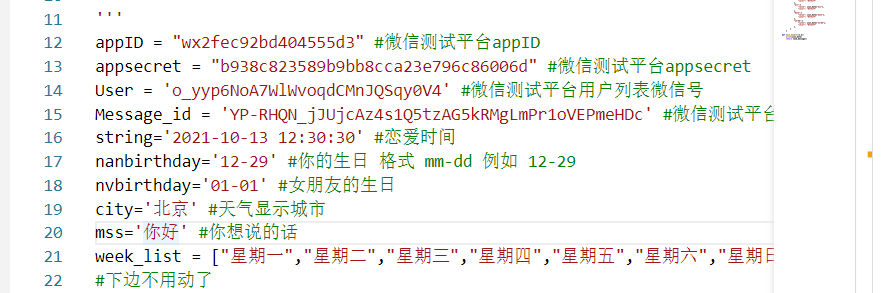 11 '''
12 appID = "wx2fec92bd404555d3" #微信测试平台appID
13 appsecret = "b938c823589b9bb8cca23e796c86006d" #微信测试平台appsecret
14 User = 'o_yyp6NoA7WlWvoqdCMnJQSqy0V4' #微信测试平台用户列表微信号
15 Message_id = 'YP-RHQN_jJUjcAz4s1Q5tzAG5kRMgLmPr1oVEPmeHDc' #微信测试平台
16 string='2021-10-13 12:30:30' #恋爱时间
17 nanbirthday='12-29' #你的生日 格式 mm-dd 例如 12-29
18 nvbirthday='01-01' #女朋友的生日
19 city='北京' #天气显示城市
20 mss='你好' #你想说的话
21 week_list = ["星期一","星期二","星期三","星期四","星期五","星期六","星期日
22 #下边不用动了